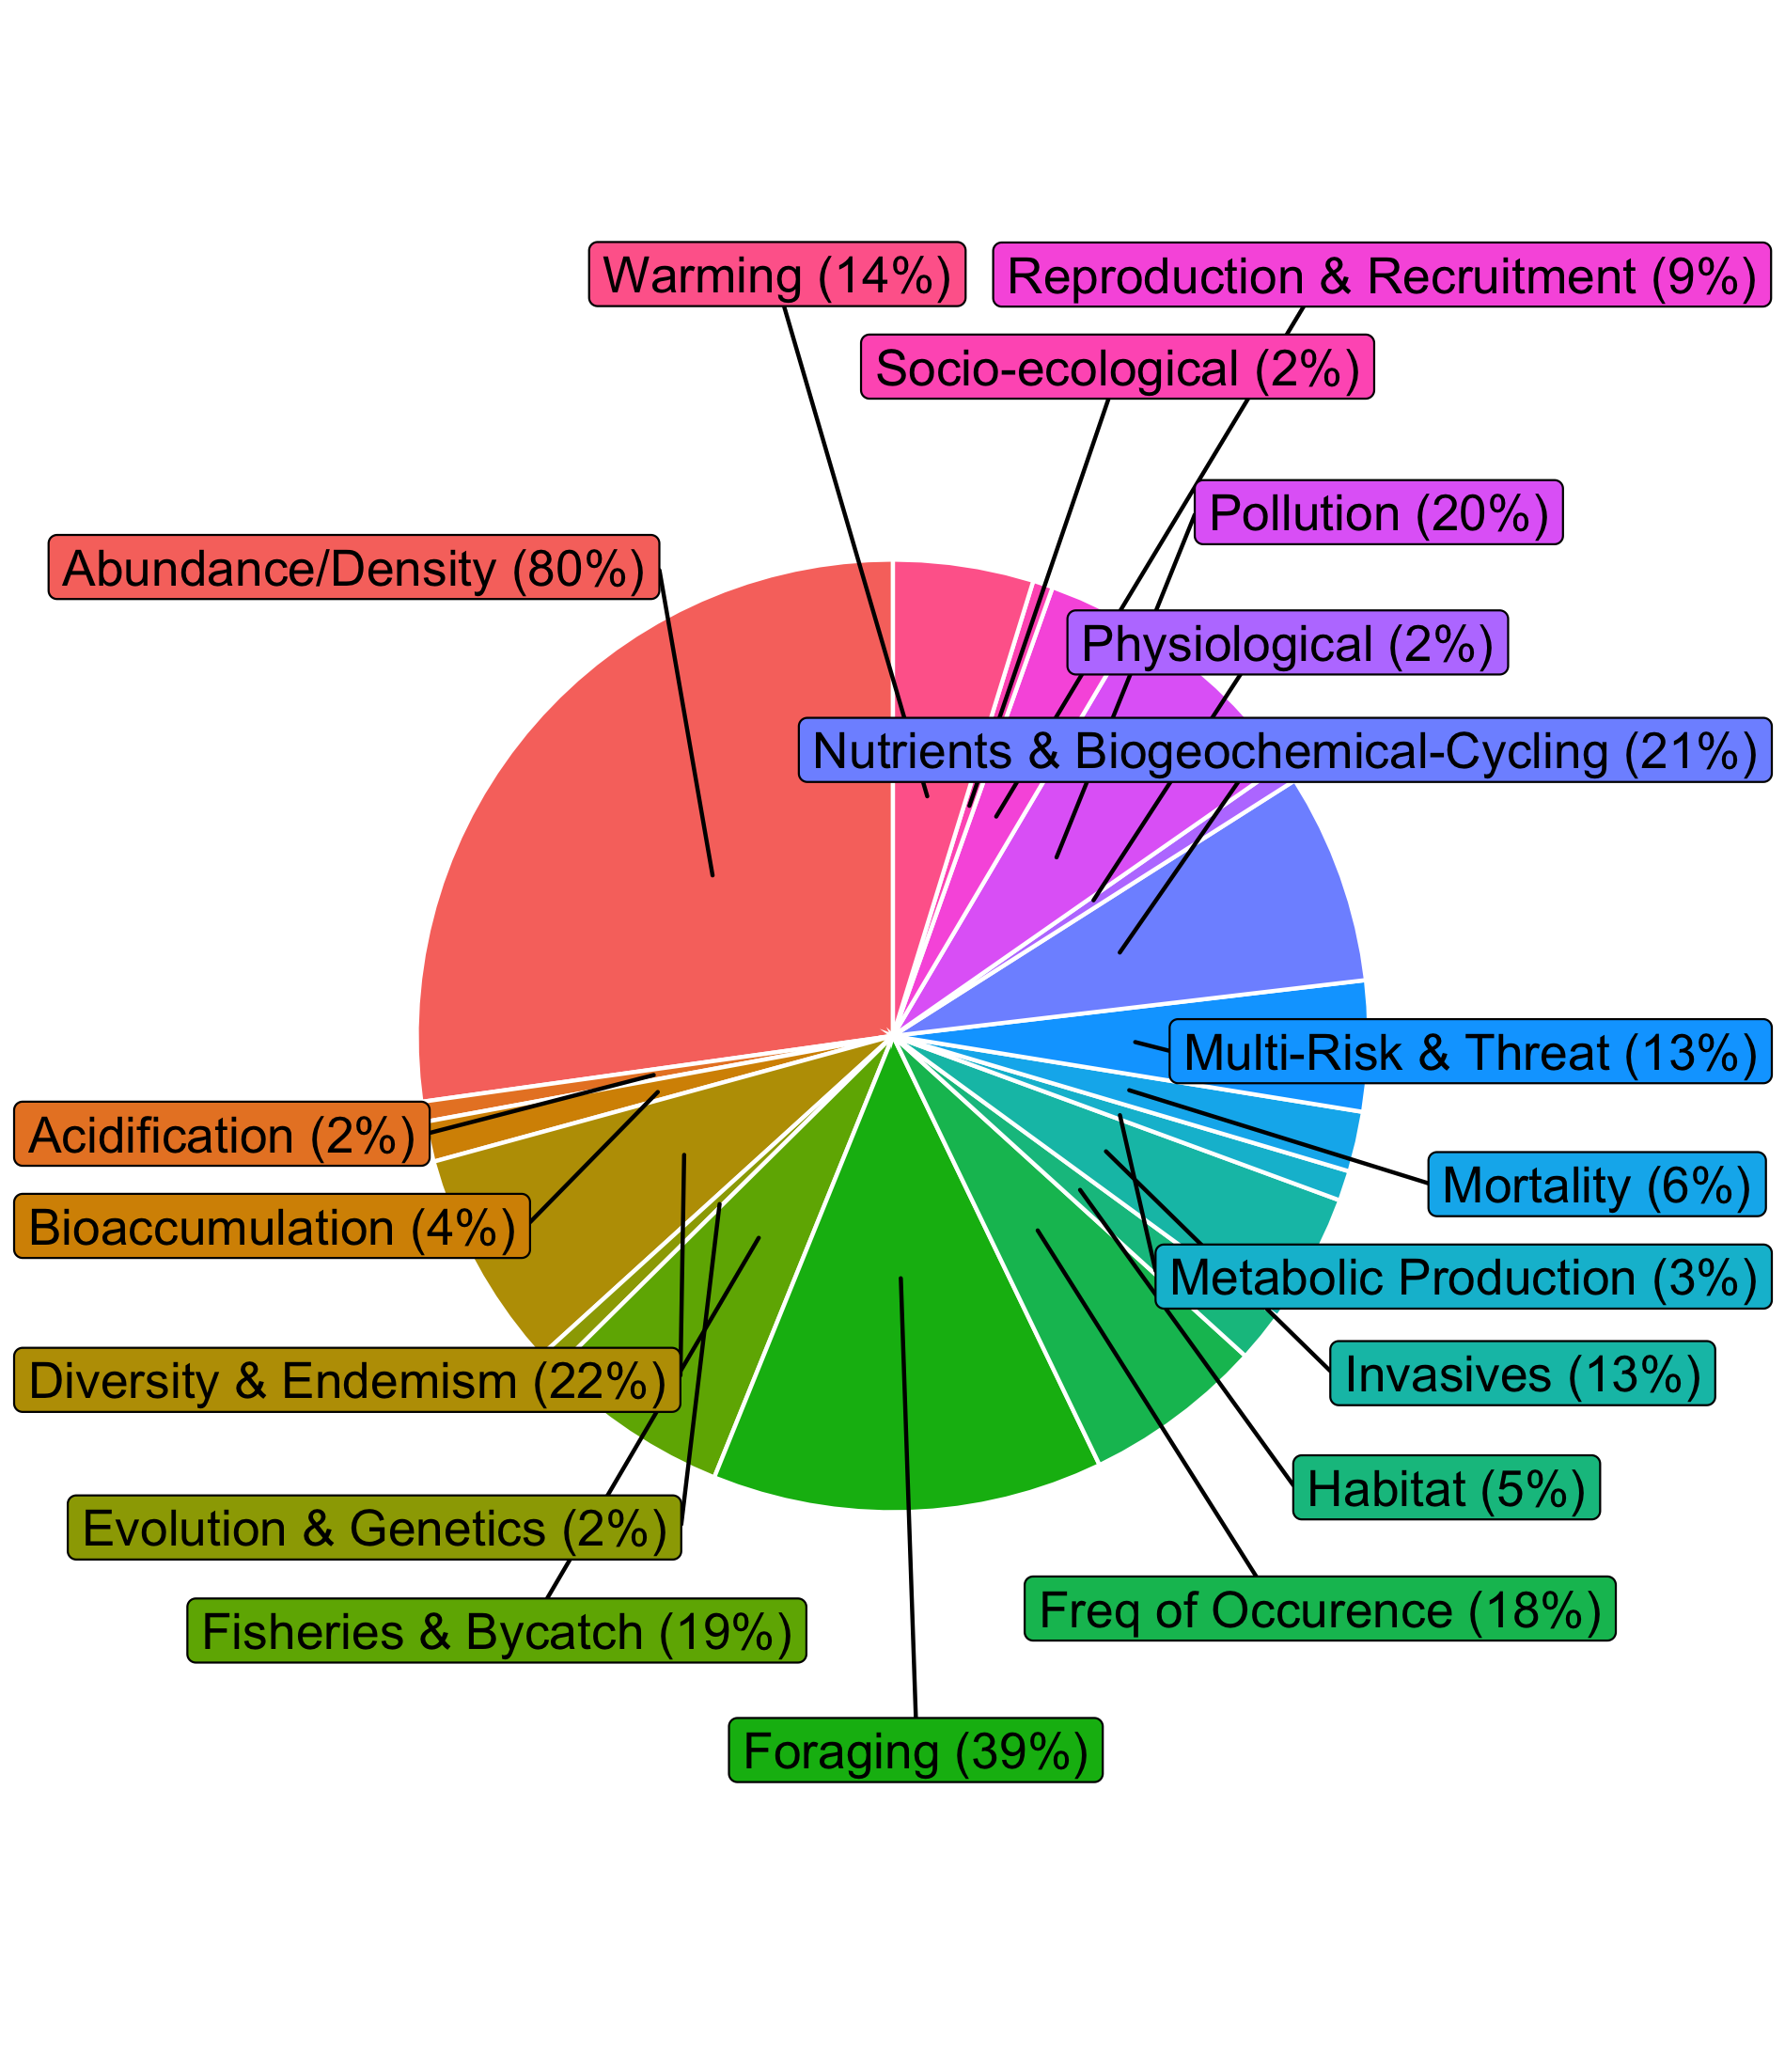 Warming (14%)
Reproduction & Recruitment (9%)
Socio-ecological (2%)
Pollution (20%)
Abundance/Density (80%)
Physiological (2%)
Nutrients & Biogeochemical-Cycling (21%)
Multi-Risk & Threat (13%)
Acidification (2%)
Mortality (6%)
Bioaccumulation (4%)
Metabolic Production (3%)
Diversity & Endemism (22%)
Invasives (13%)
Habitat (5%)
Evolution & Genetics (2%)
Freq of Occurence (18%)
Fisheries & Bycatch (19%)
Foraging (39%)